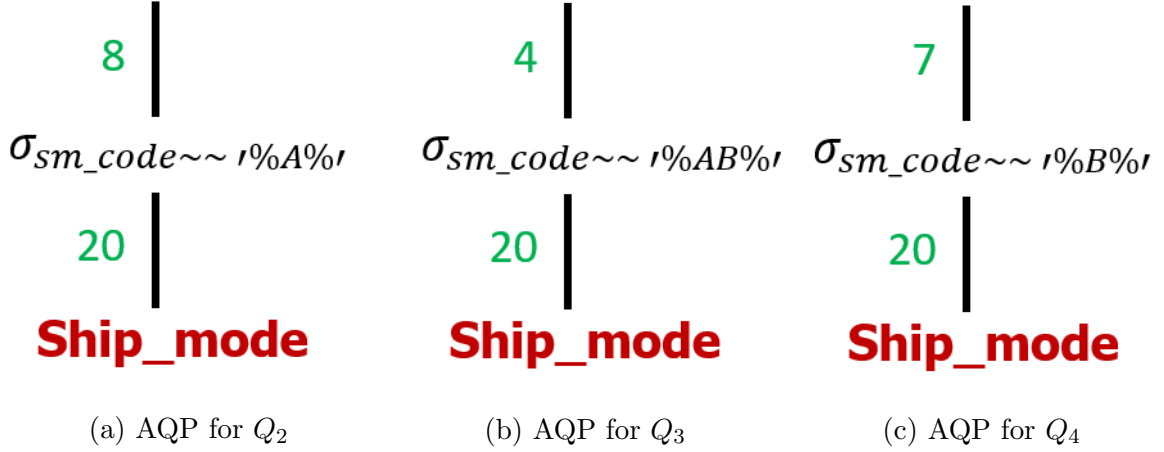 8
σsm_code~~ '%A%'
20
Ship_mode
(a) AQP for Q2
4
σsm_code~~ '%AB%'
20
Ship_mode
(b) AQP for Q3
7
σsm_code~~ '%B%'
20
Ship_mode
(c) AQP for Q4